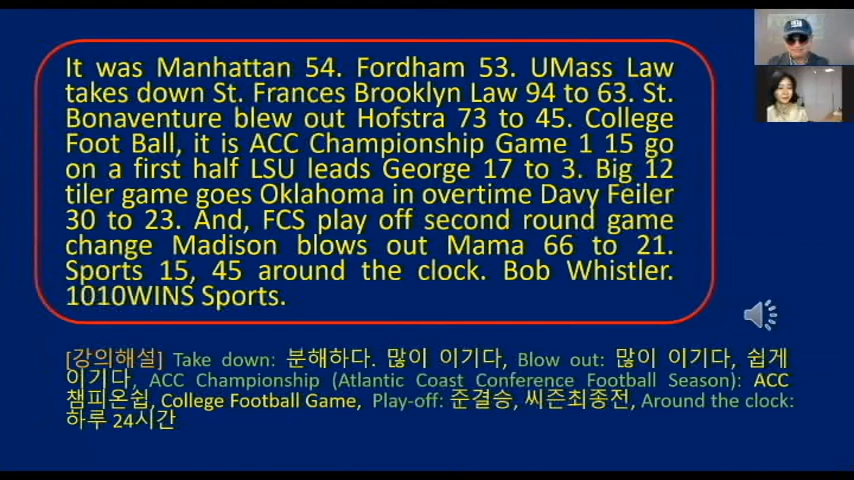 It was Manhattan 54. Fordham 53. UMass Law
takes down St. Frances Brooklyn Law 94 to 63. St.
Bonaventure blew out Hofstra 73 to 45. College
Foot Ball, it is ACC Championship Game 1 15 go
on a first half LSU leads George 17 to 3. Big 12
tiler game goes Oklahoma in overtime Davy Feiler
30 to 23. And, FCS play off second round game
change Madison blows out Mama 66 to 21.
Sports 15, 45 around the clock. Bob Whistler.
1010WINS Sports.
[강의해설] Take down: 분해하다. 많이 이기다, Blow out: 많이 이기다, 쉽게
이기다, ACC Championship (Atlantic Coast Conference Football Season): ACC
챔피온쉽, College Football Game, Play-off: 준결승, 씨즌최종전, Around the clock:
하루 24시간